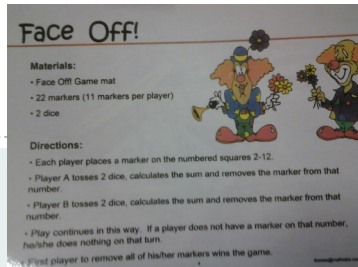 Face Off!
Materials:
• Face Off! Game mat
• 22 markers (11 markers per player)
• 2 dice
Directions:
• Each player places a marker on the numbered squares 2-12.
• Player A tosses 2 dice, calculates the sum and removes the marker from that
number.
• Player B tosses 2 dice, calculates the sum and removes the marker from that
number.
• Play continues in this way. If a player does not have a marker on that number,
he/she does nothing on that turn.
• First player to remove all of his/her markers wins the game.